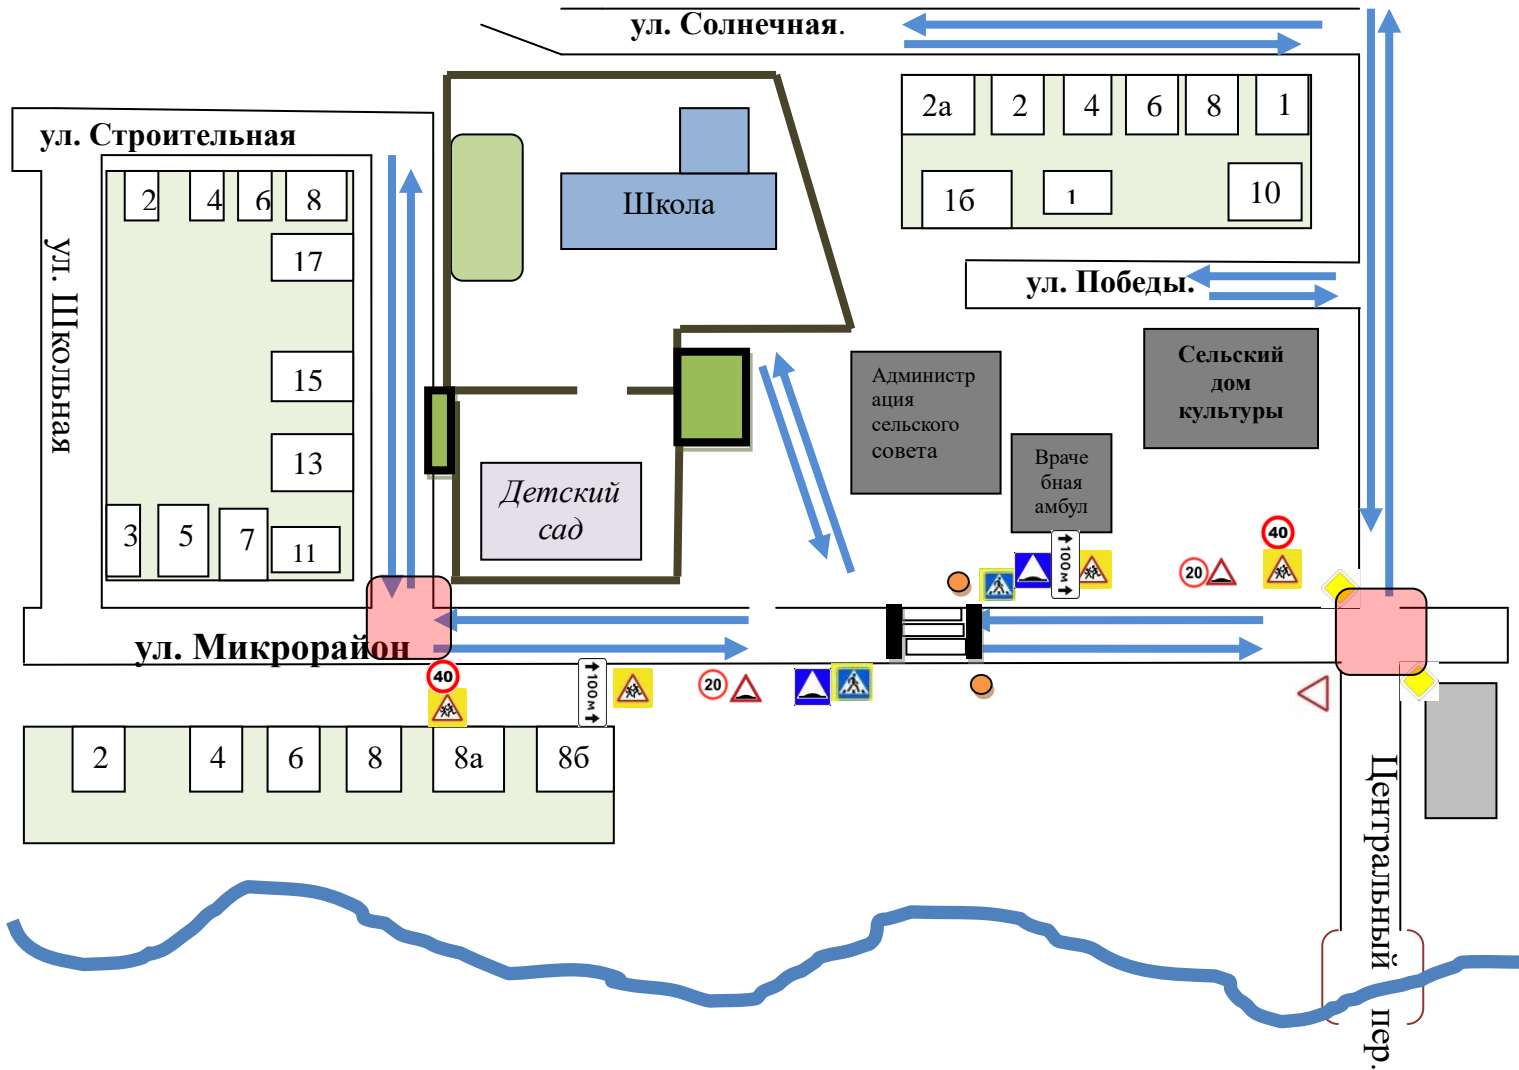 ул. Солнечная.
2а
2
4
6
8
1
ул. Строительная
2
4
6
8
Школа
1б
1
10
17
ул. Школьная
ул. Победы.
15
Администр
ация
сельского
совета
Сельский
дом
культуры
13
Враче
бная
амбул
Детский
сад
3
5
7
11
40
100м
20
ул. Микрорайон
40
100м
20
2
4
6
8
8а
8б
Центральный пер.